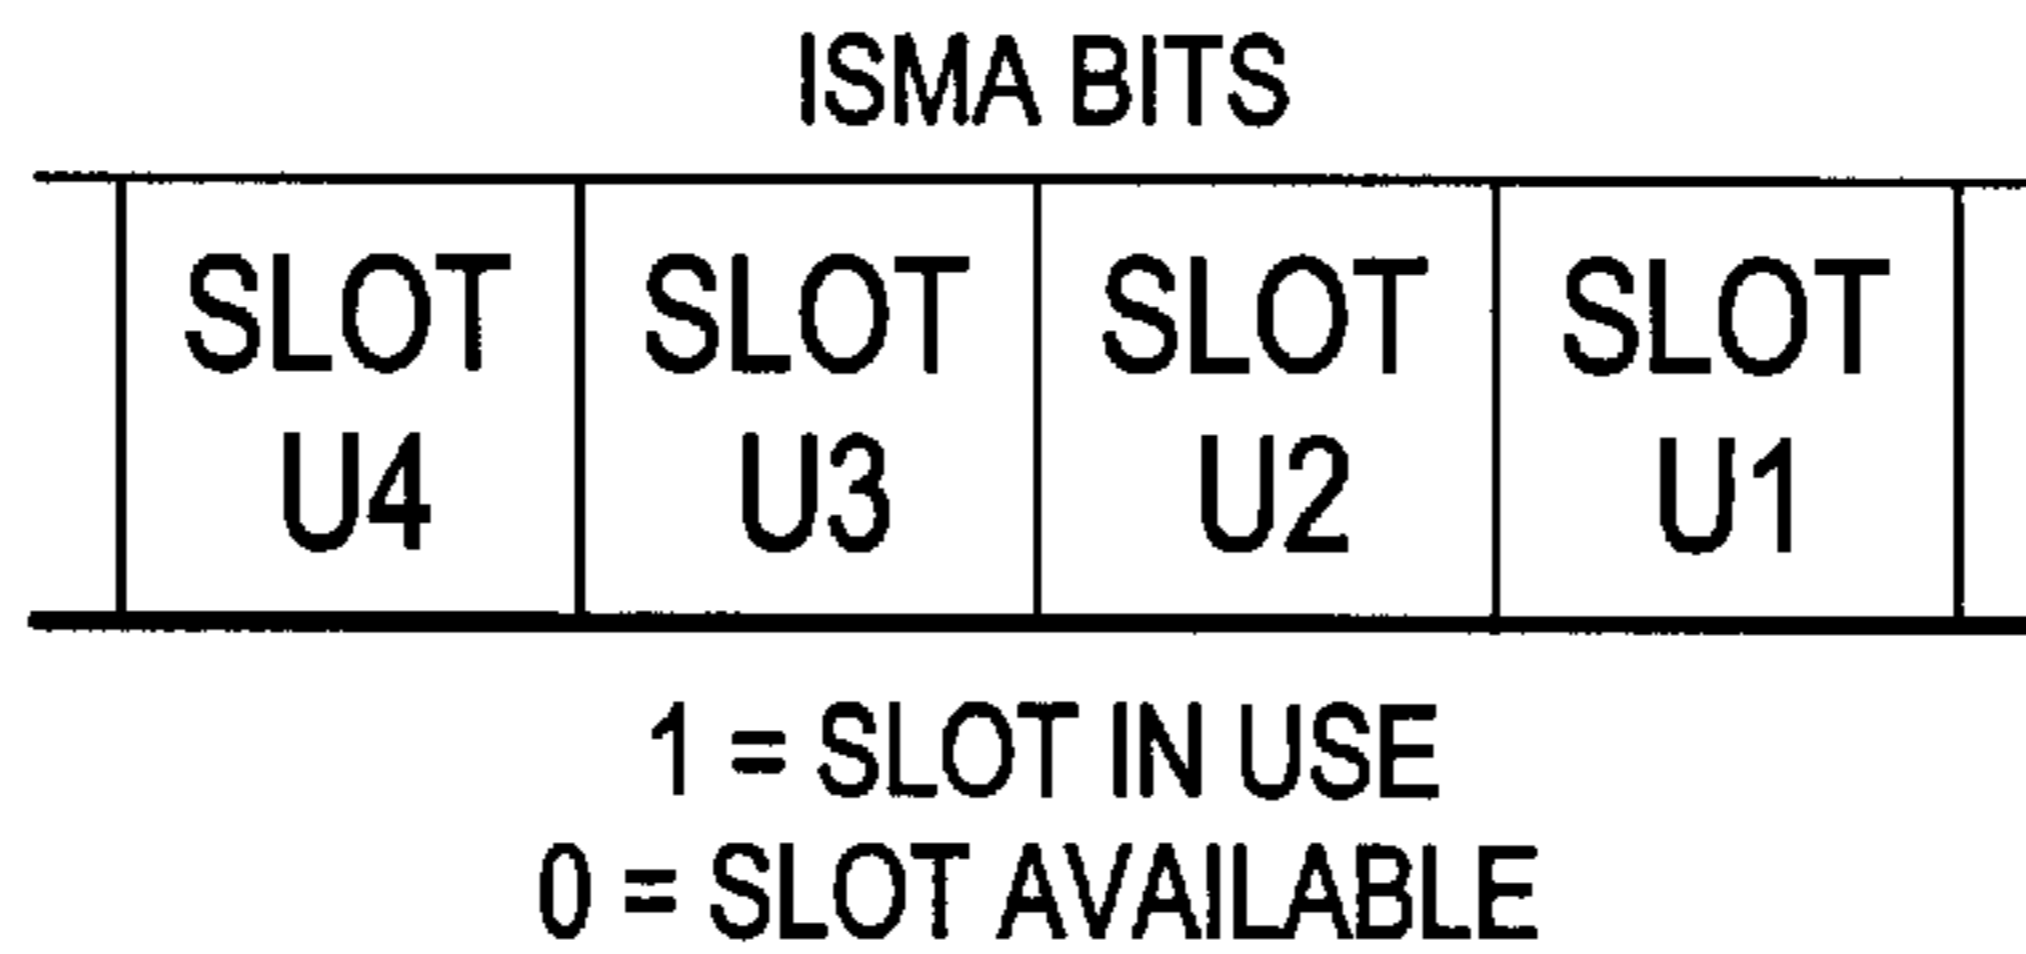 ISMA BITS
SLOT U4
SLOT U3
SLOT U2
SLOT U1
1 = SLOT IN USE
0 = SLOT AVAILABLE